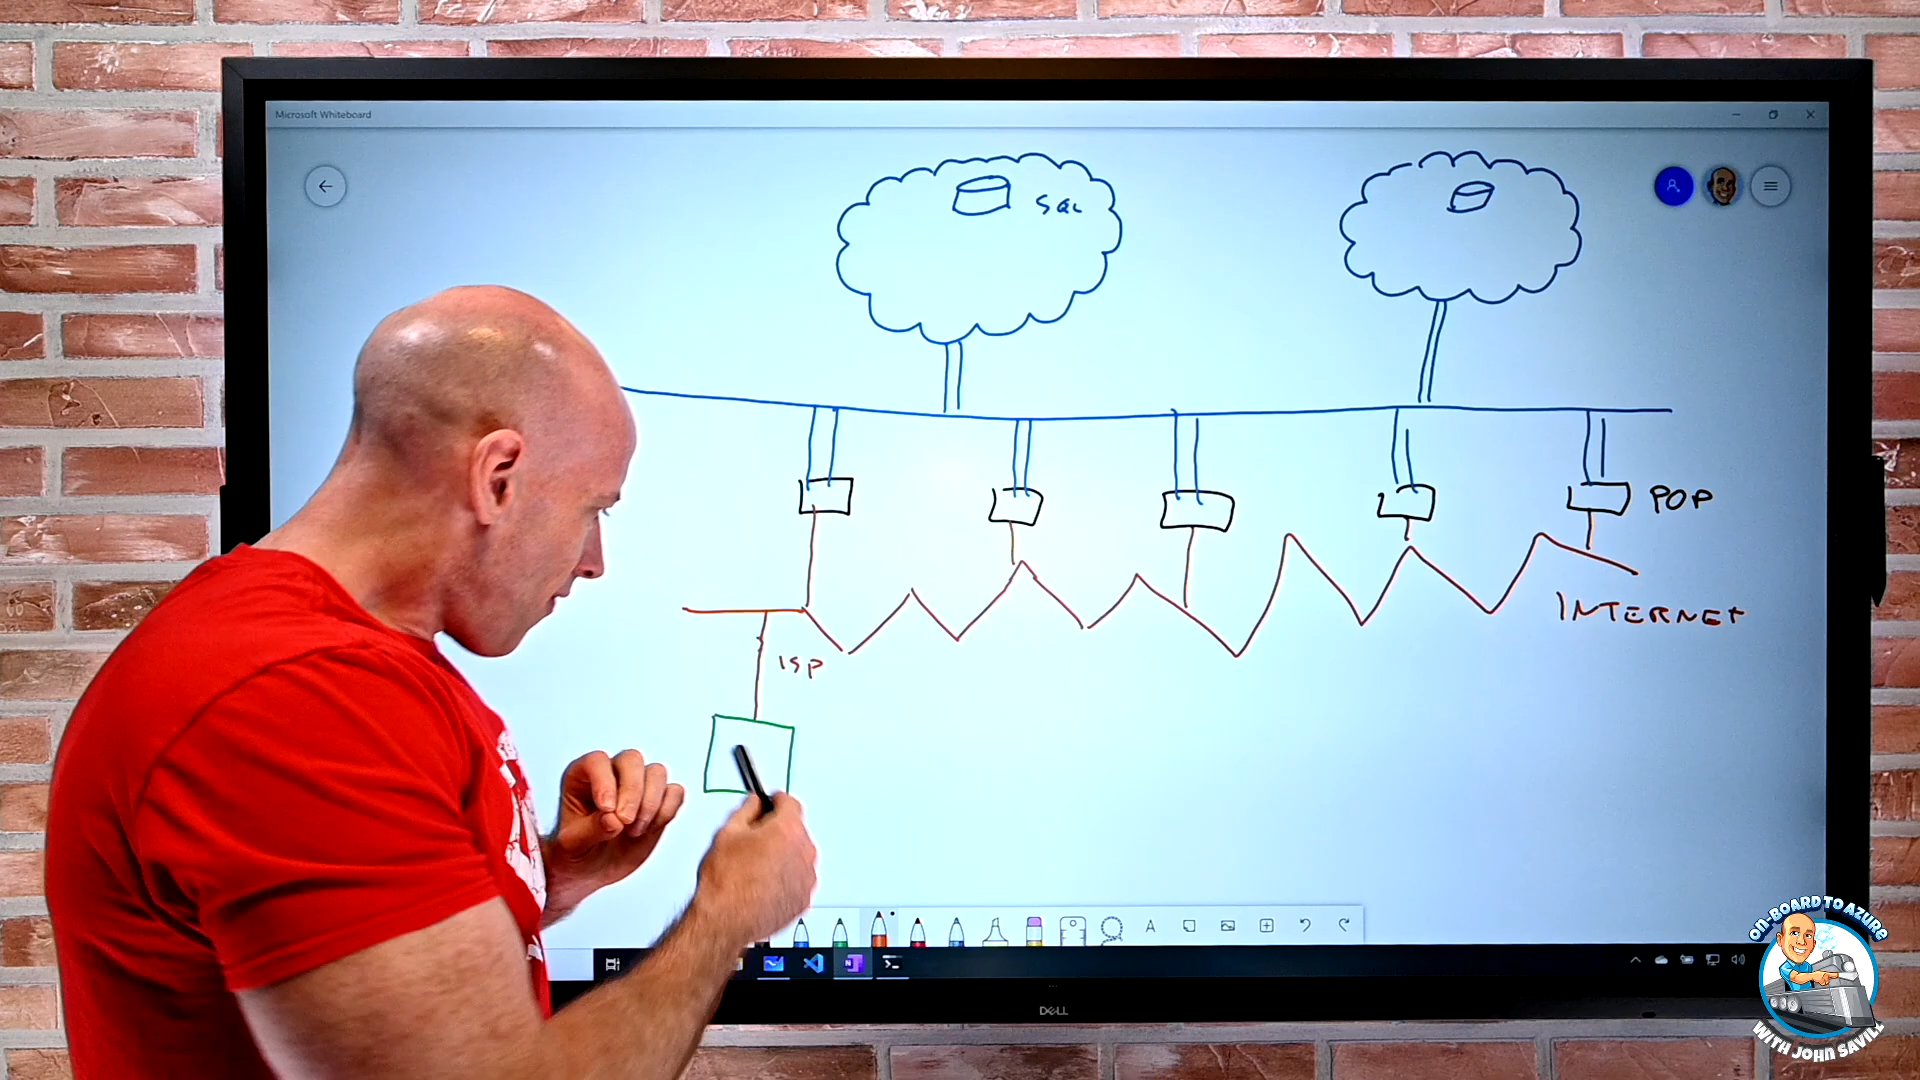 Microsoft Whiteboard
SQL
POP
INTERNET
ISP
A
DELL
ON-BOARD TO AZURE
WITH JOHN SAVILL